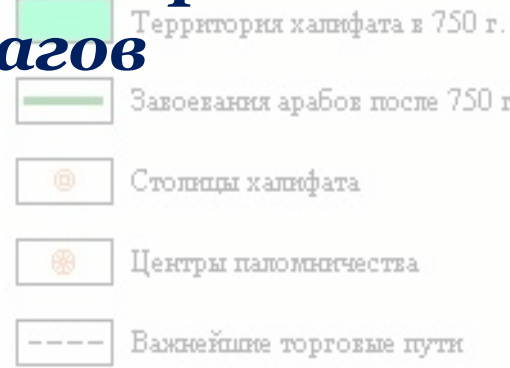 Территория халифата в 750 г.
агов
Завоевания арабов после 750 г
Столицы халифата
Центры паломничества
Важнейшие торговые пути